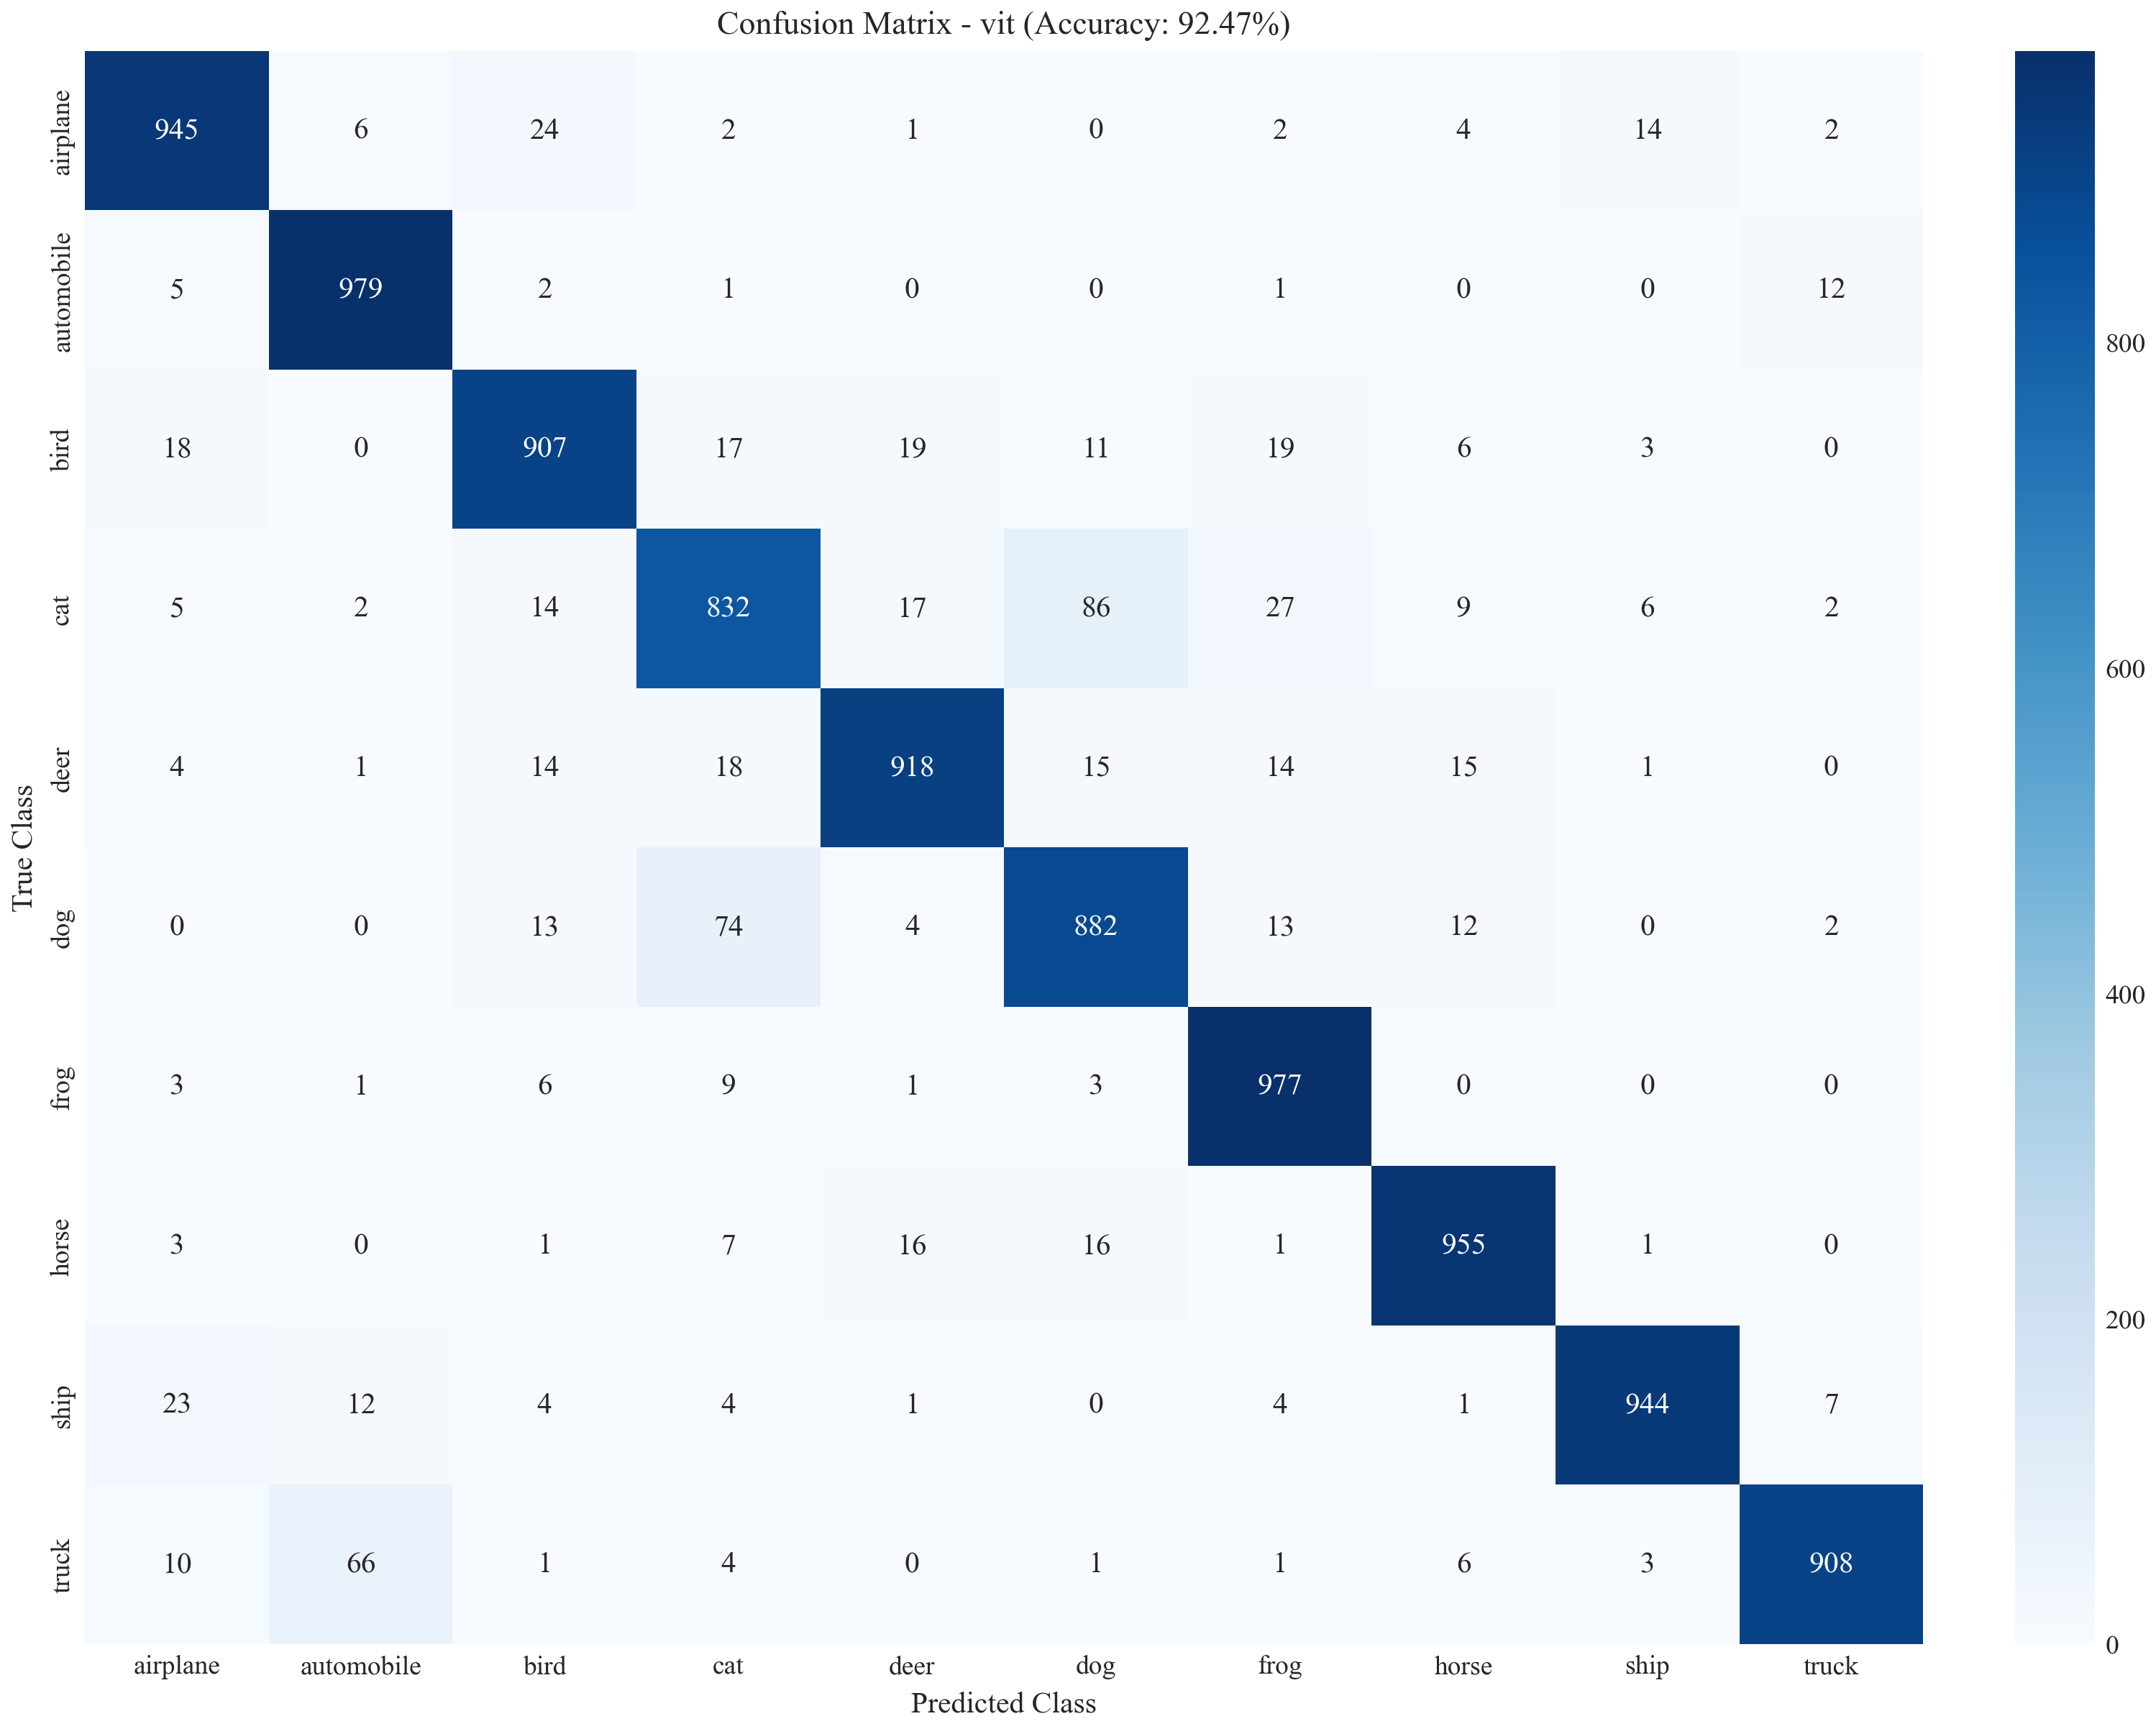 Confusion Matrix - vit (Accuracy: 92.47%)
airplane 945 6 24 2 1 0 2 4 14 2
automobile 5 979 2 1 0 0 1 0 0 12
bird 18 0 907 17 19 11 19 6 3 0
cat 5 2 14 832 17 86 27 9 6 2
deer 4 1 14 18 918 15 14 15 1 0
dog 0 0 13 74 4 882 13 12 0 2
frog 3 1 6 9 1 3 977 0 0 0
horse 3 0 1 7 16 16 1 955 1 0
ship 23 12 4 4 1 0 4 1 944 7
truck 10 66 1 4 0 1 1 6 3 908
airplane automobile bird cat deer dog frog horse ship truck
Predicted Class
True Class
800
600
400
200
0